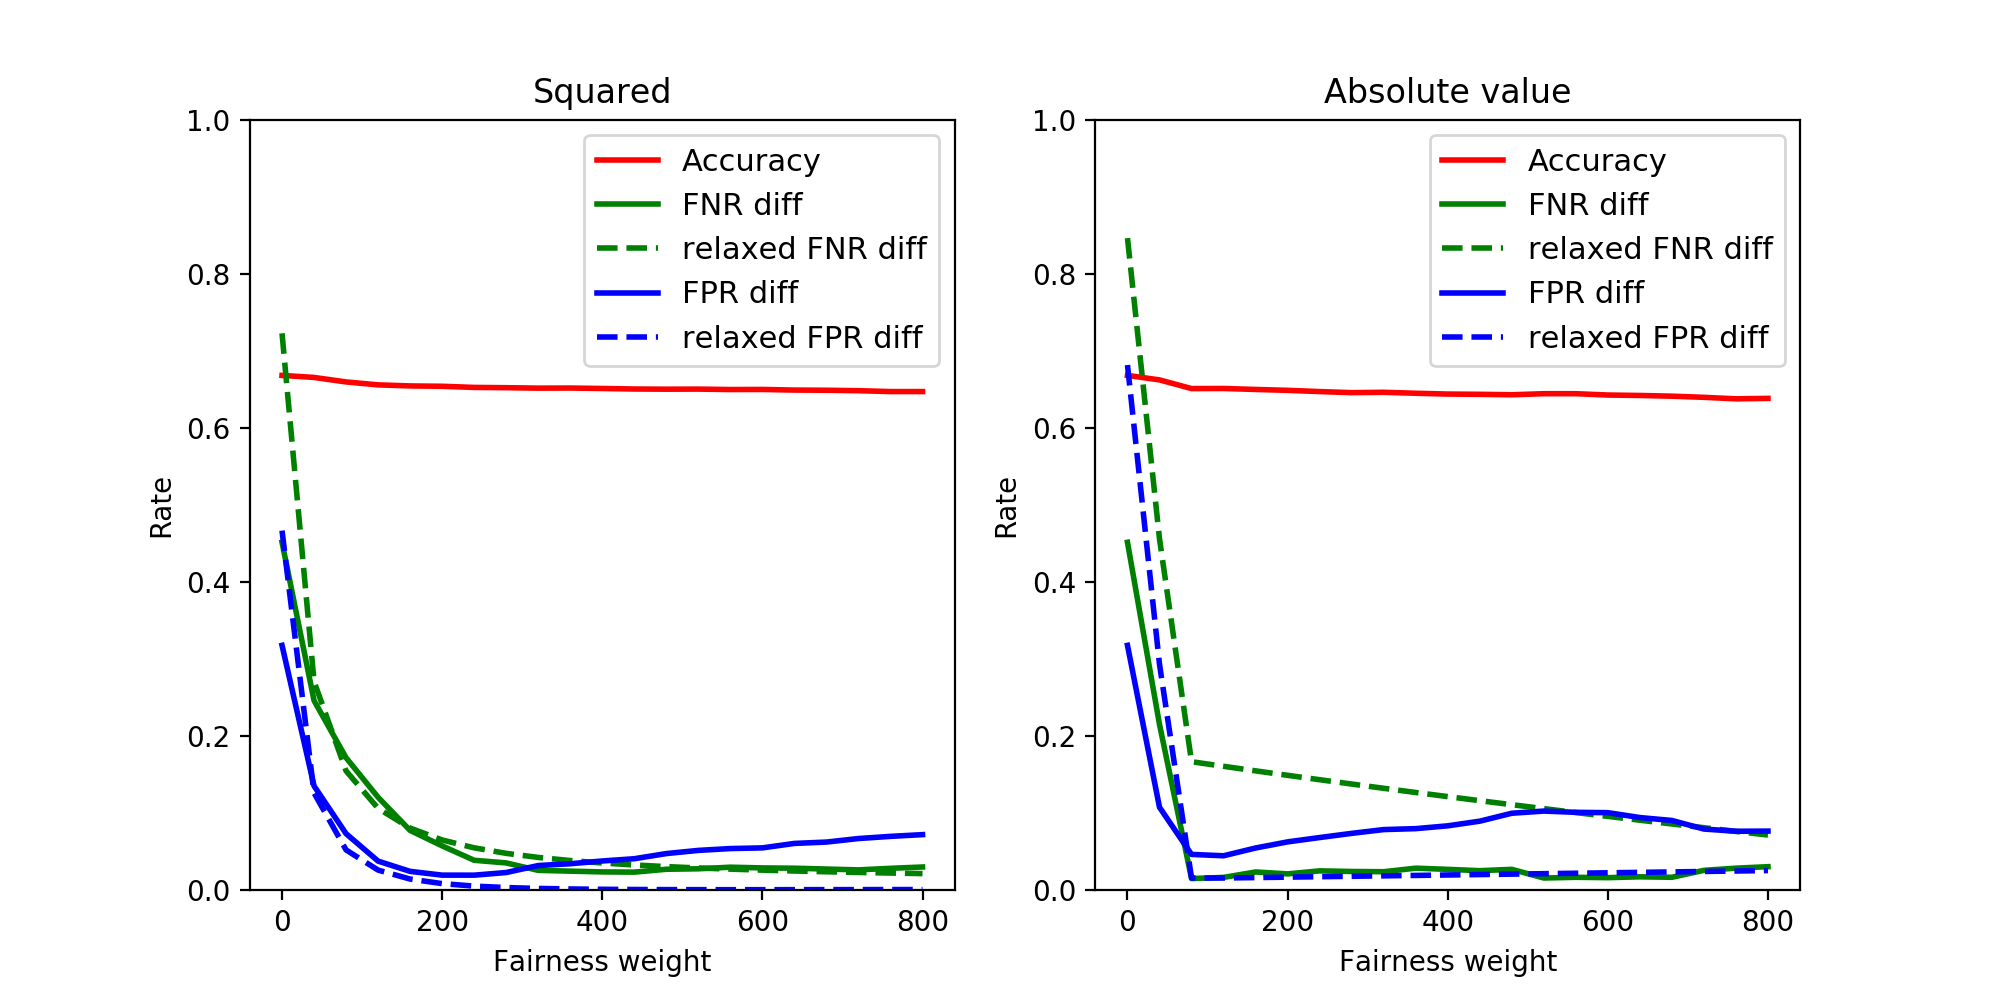 Squared
1.0
0.8
0.6
0.4
0.2
0.0
Rate
0
200
400
600
800
Fairness weight
Accuracy
FNR diff
relaxed FNR diff
FPR diff
relaxed FPR diff
Absolute value
1.0
0.8
0.6
0.4
0.2
0.0
Rate
0
200
400
600
800
Fairness weight
Accuracy
FNR diff
relaxed FNR diff
FPR diff
relaxed FPR diff